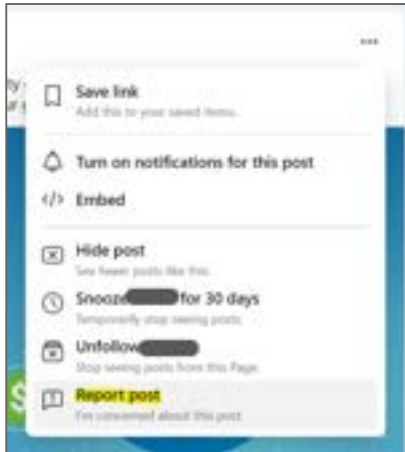 Save link
Add this to your saved items.
Turn on notifications for this post
</> Embed
Hide post
See fewer posts like this.
Snooze for 30 days
Temporarily stop seeing posts.
Unfollow
Stop seeing posts from this Page.
Report post
I'm concerned about this post.